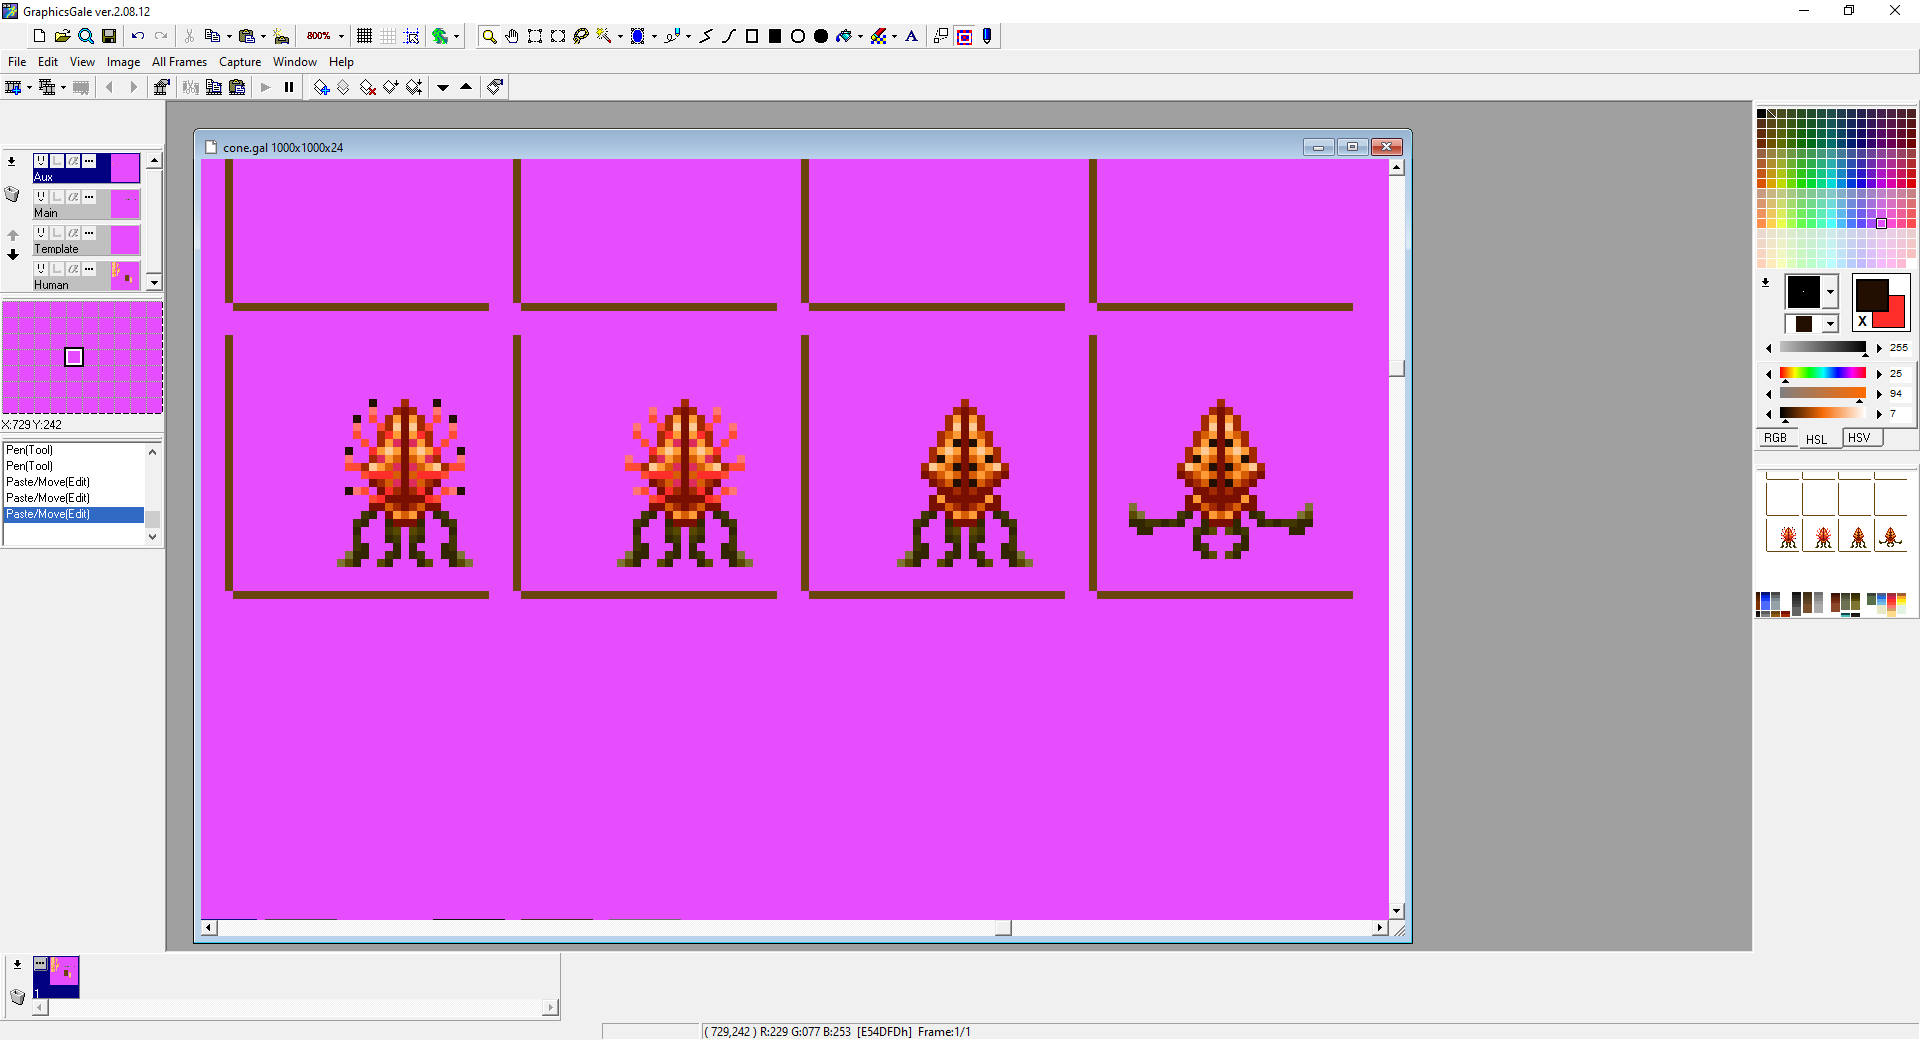 GraphicsGale ver.2.08.12
800%
A
File Edit View Image All Frames Capture Window Help
cone.gal 1000x1000x24
Aux
Main
Template
Human
X:729 Y:242
Pen(Tool)
Pen(Tool)
Paste/Move(Edit)
Paste/Move(Edit)
Paste/Move(Edit)
X
255
25
94
7
RGB HSL HSV
1
( 729,242 ) R:229 G:077 B:253 [E54DFDh] Frame:1/1